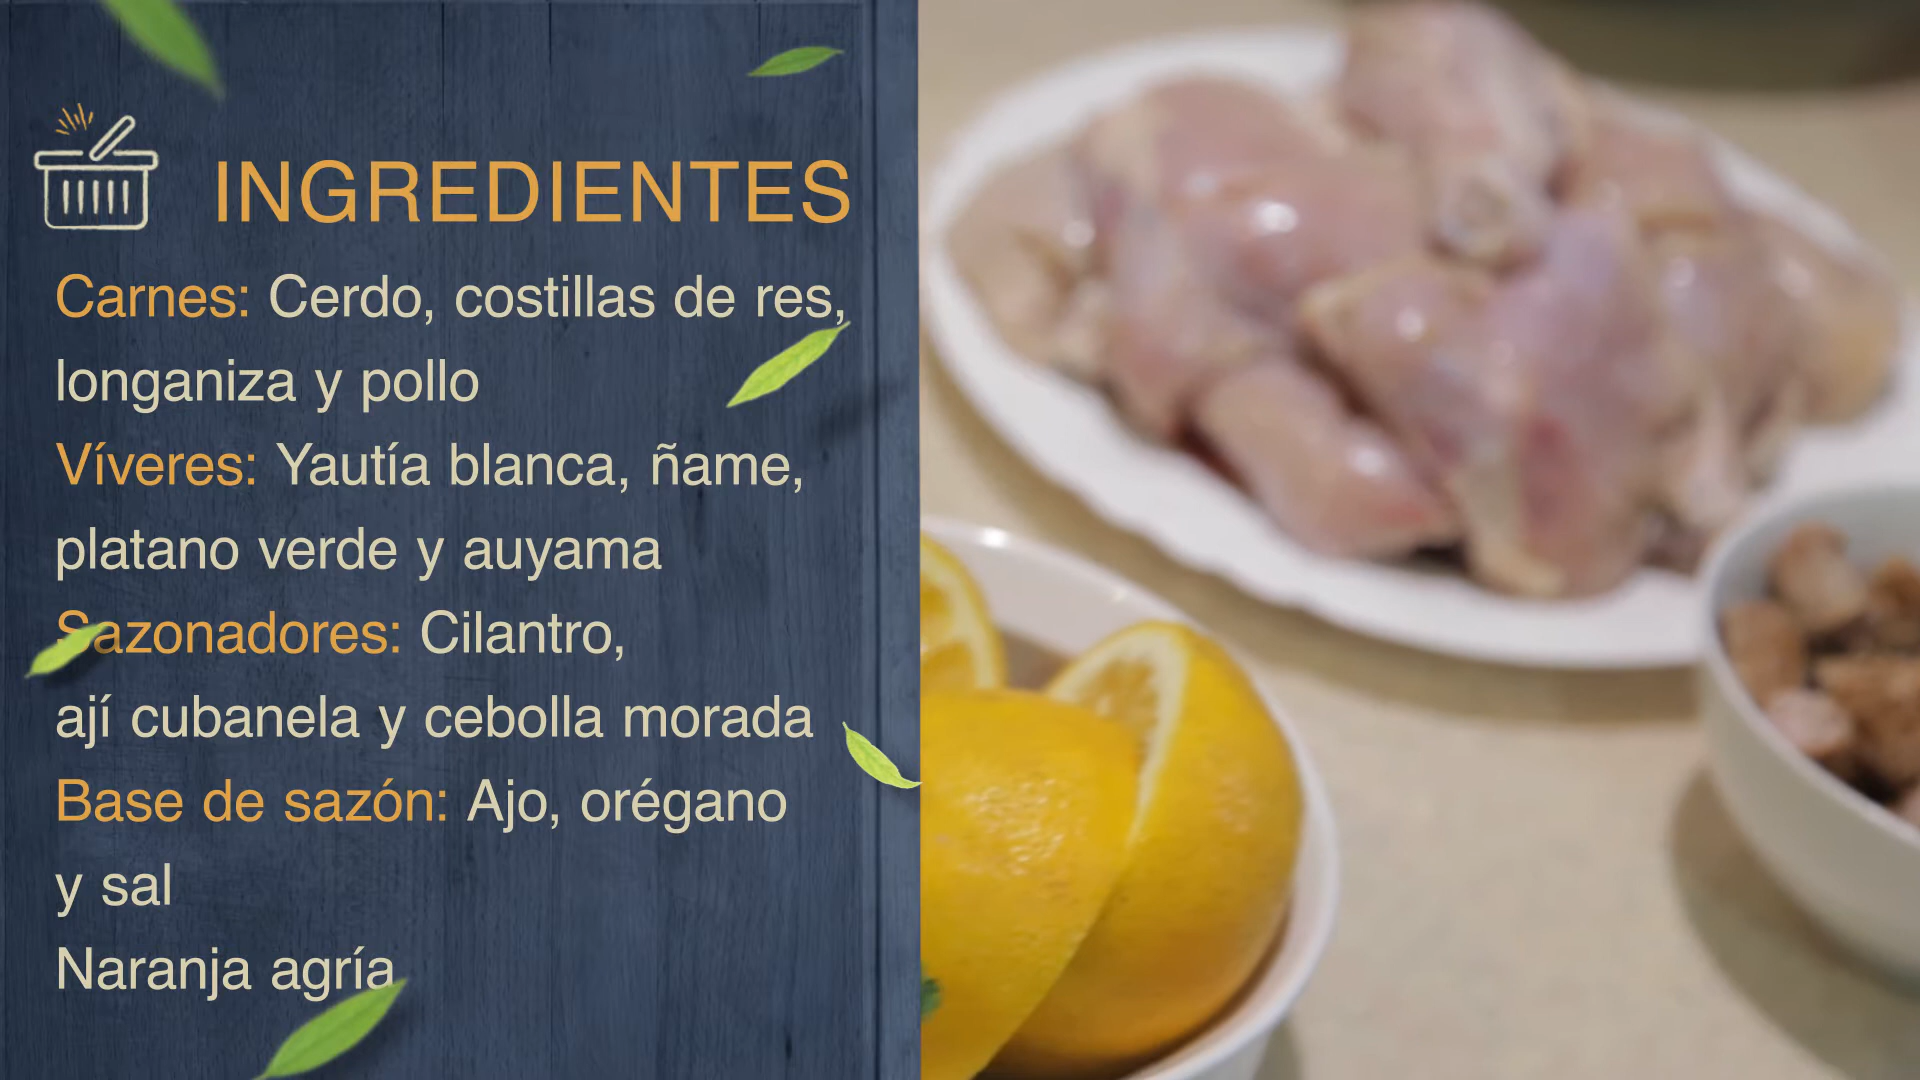 INGREDIENTES
Carnes: Cerdo, costillas de res,
longaniza y pollo
Víveres: Yautía blanca, ñame,
platano verde y auyama
Sazonadores: Cilantro,
ají cubanela y cebolla morada
Base de sazón: Ajo, orégano
y sal
Naranja agría